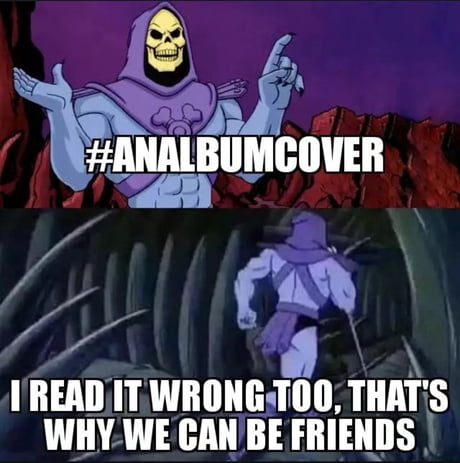 #ANALBUMCOVER
I READ IT WRONG TOO, THAT'S
WHY WE CAN BE FRIENDS